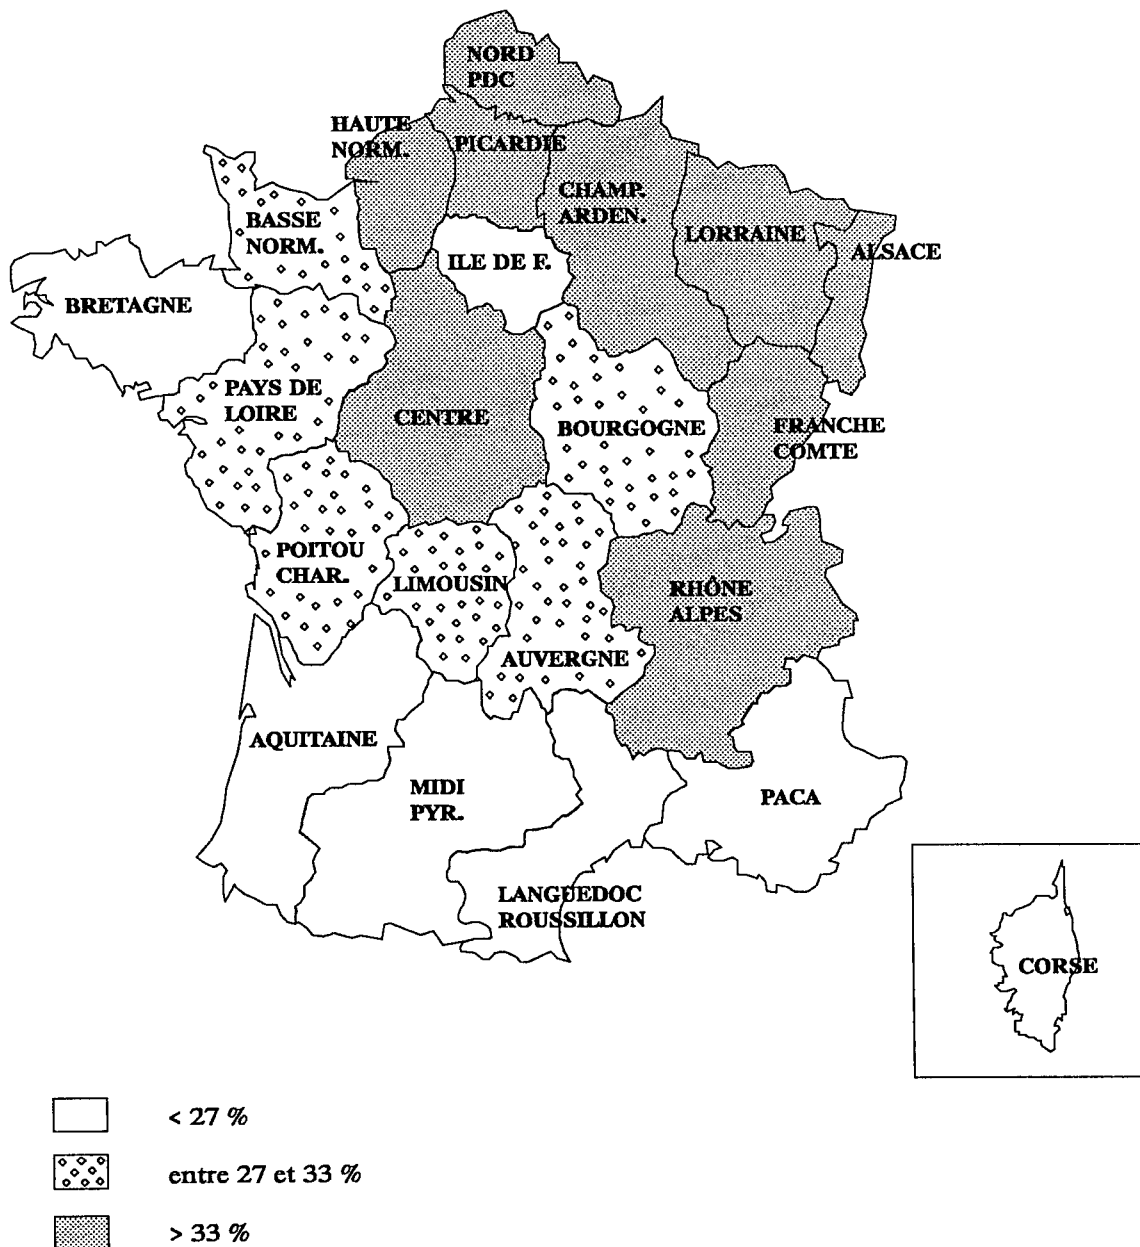 NORD
PDC
HAUTE
NORM.
PICARDIE
CHAMP.
ARDEN.
BASSE
NORM.
LORRAINE
ALSACE
ILE DE F.
BRETAGNE
PAYS DE
LOIRE
CENTRE
BOURGOGNE
FRANCHE
COMTE
POITOU
CHAR.
LIMOUSIN
RHÔNE
ALPES
AUVERGNE
AQUITAINE
MIDI
PYR.
PACA
LANGUEDOC
ROUSSILLON
CORSE
< 27 %
entre 27 et 33 %
> 33 %